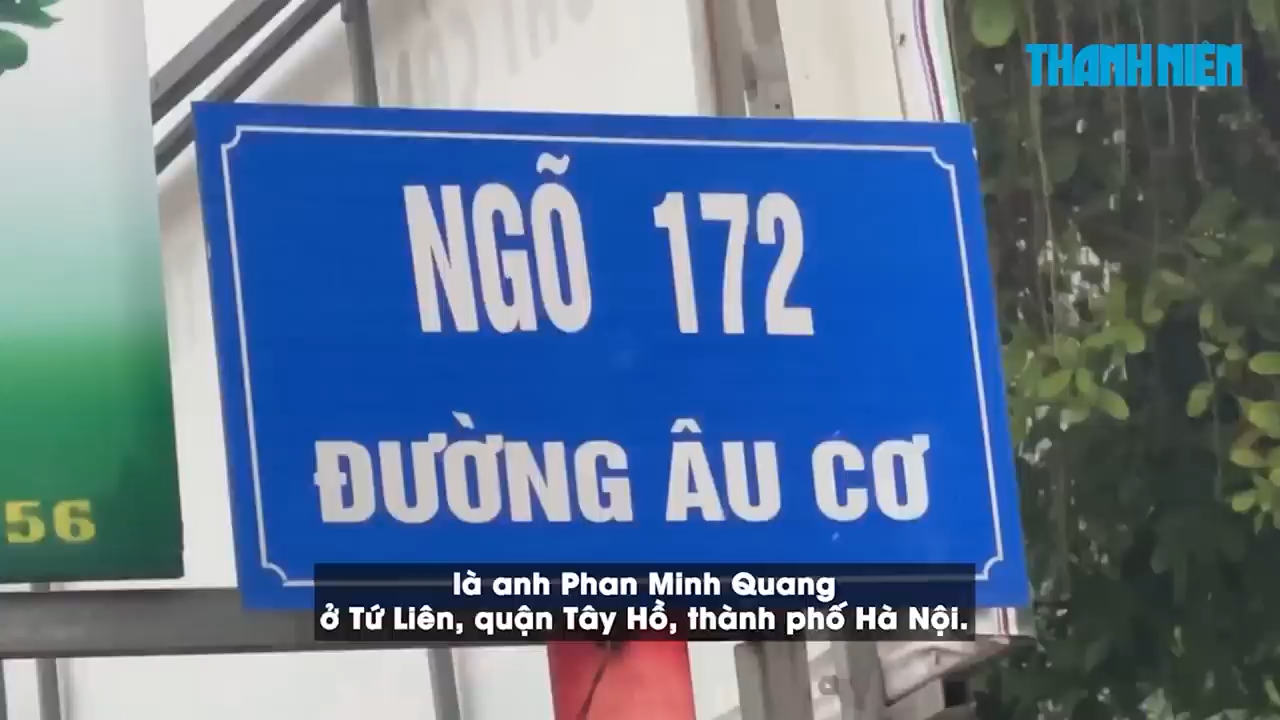 THANH NIÊN
NGÕ 172
ĐƯỜNG ÂU CƠ
56
là anh Phan Minh Quang
ở Tứ Liên, quận Tây Hồ, thành phố Hà Nội.